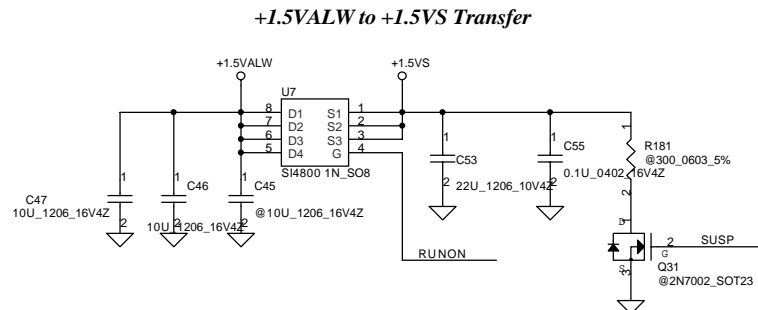 +1.5VALW to +1.5VS Transfer
+1.5VALW
+1.5VS
U7
8 D1 S1 1
7 D2 S2 2
6 D3 S3 3
5 D4 G 4
SI4800 1N_SO8
1
C47
10U_1206_16V4Z
2
1
C46
10U_1206_16V4Z
2
1
C45
@10U_1206_16V4Z
2
RUNON
1
C53
22U_1206_10V4Z
2
1
C55
0.1U_0402_16V4Z
2
1
R181
@300_0603_5%
2
1
D
2
G
SUSP
S
3
Q31
@2N7002_SOT23